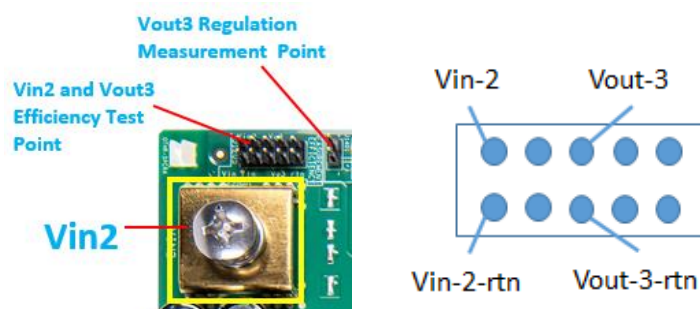 Vout3 Regulation
Measurement Point
Vin2 and Vout3
Efficiency Test
Point
Vin2
Vin-2
Vout-3
Vin-2-rtn
Vout-3-rtn